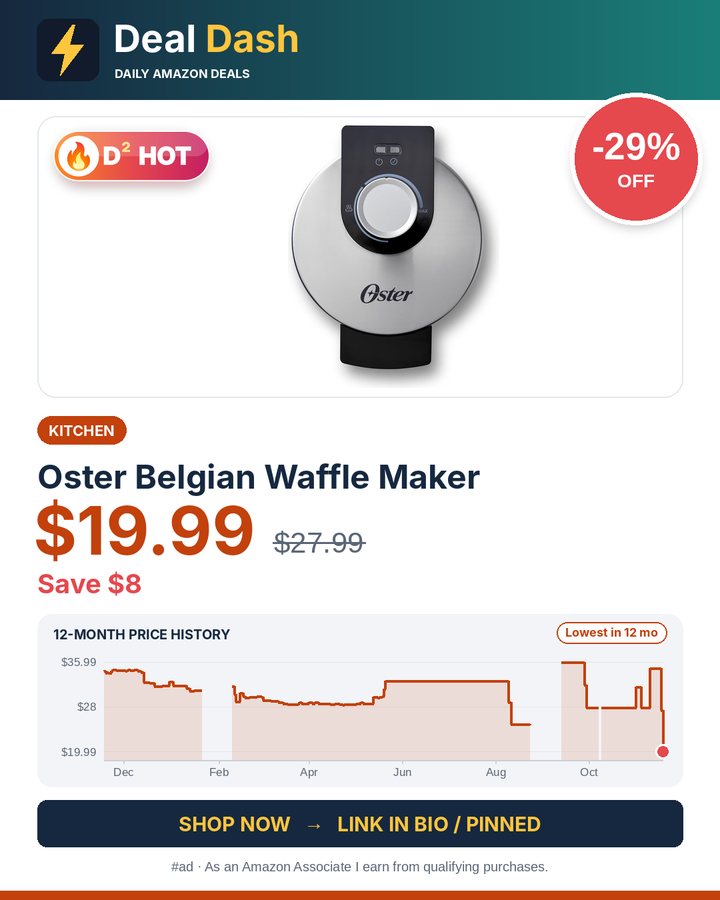 Deal Dash
DAILY AMAZON DEALS
D² HOT
-29%
OFF
Oster
KITCHEN
Oster Belgian Waffle Maker
$19.99 $27.99
Save $8
12-MONTH PRICE HISTORY
Lowest in 12 mo
$35.99
$28
$19.99
Dec Feb Apr Jun Aug Oct
SHOP NOW → LINK IN BIO / PINNED
#ad · As an Amazon Associate I earn from qualifying purchases.